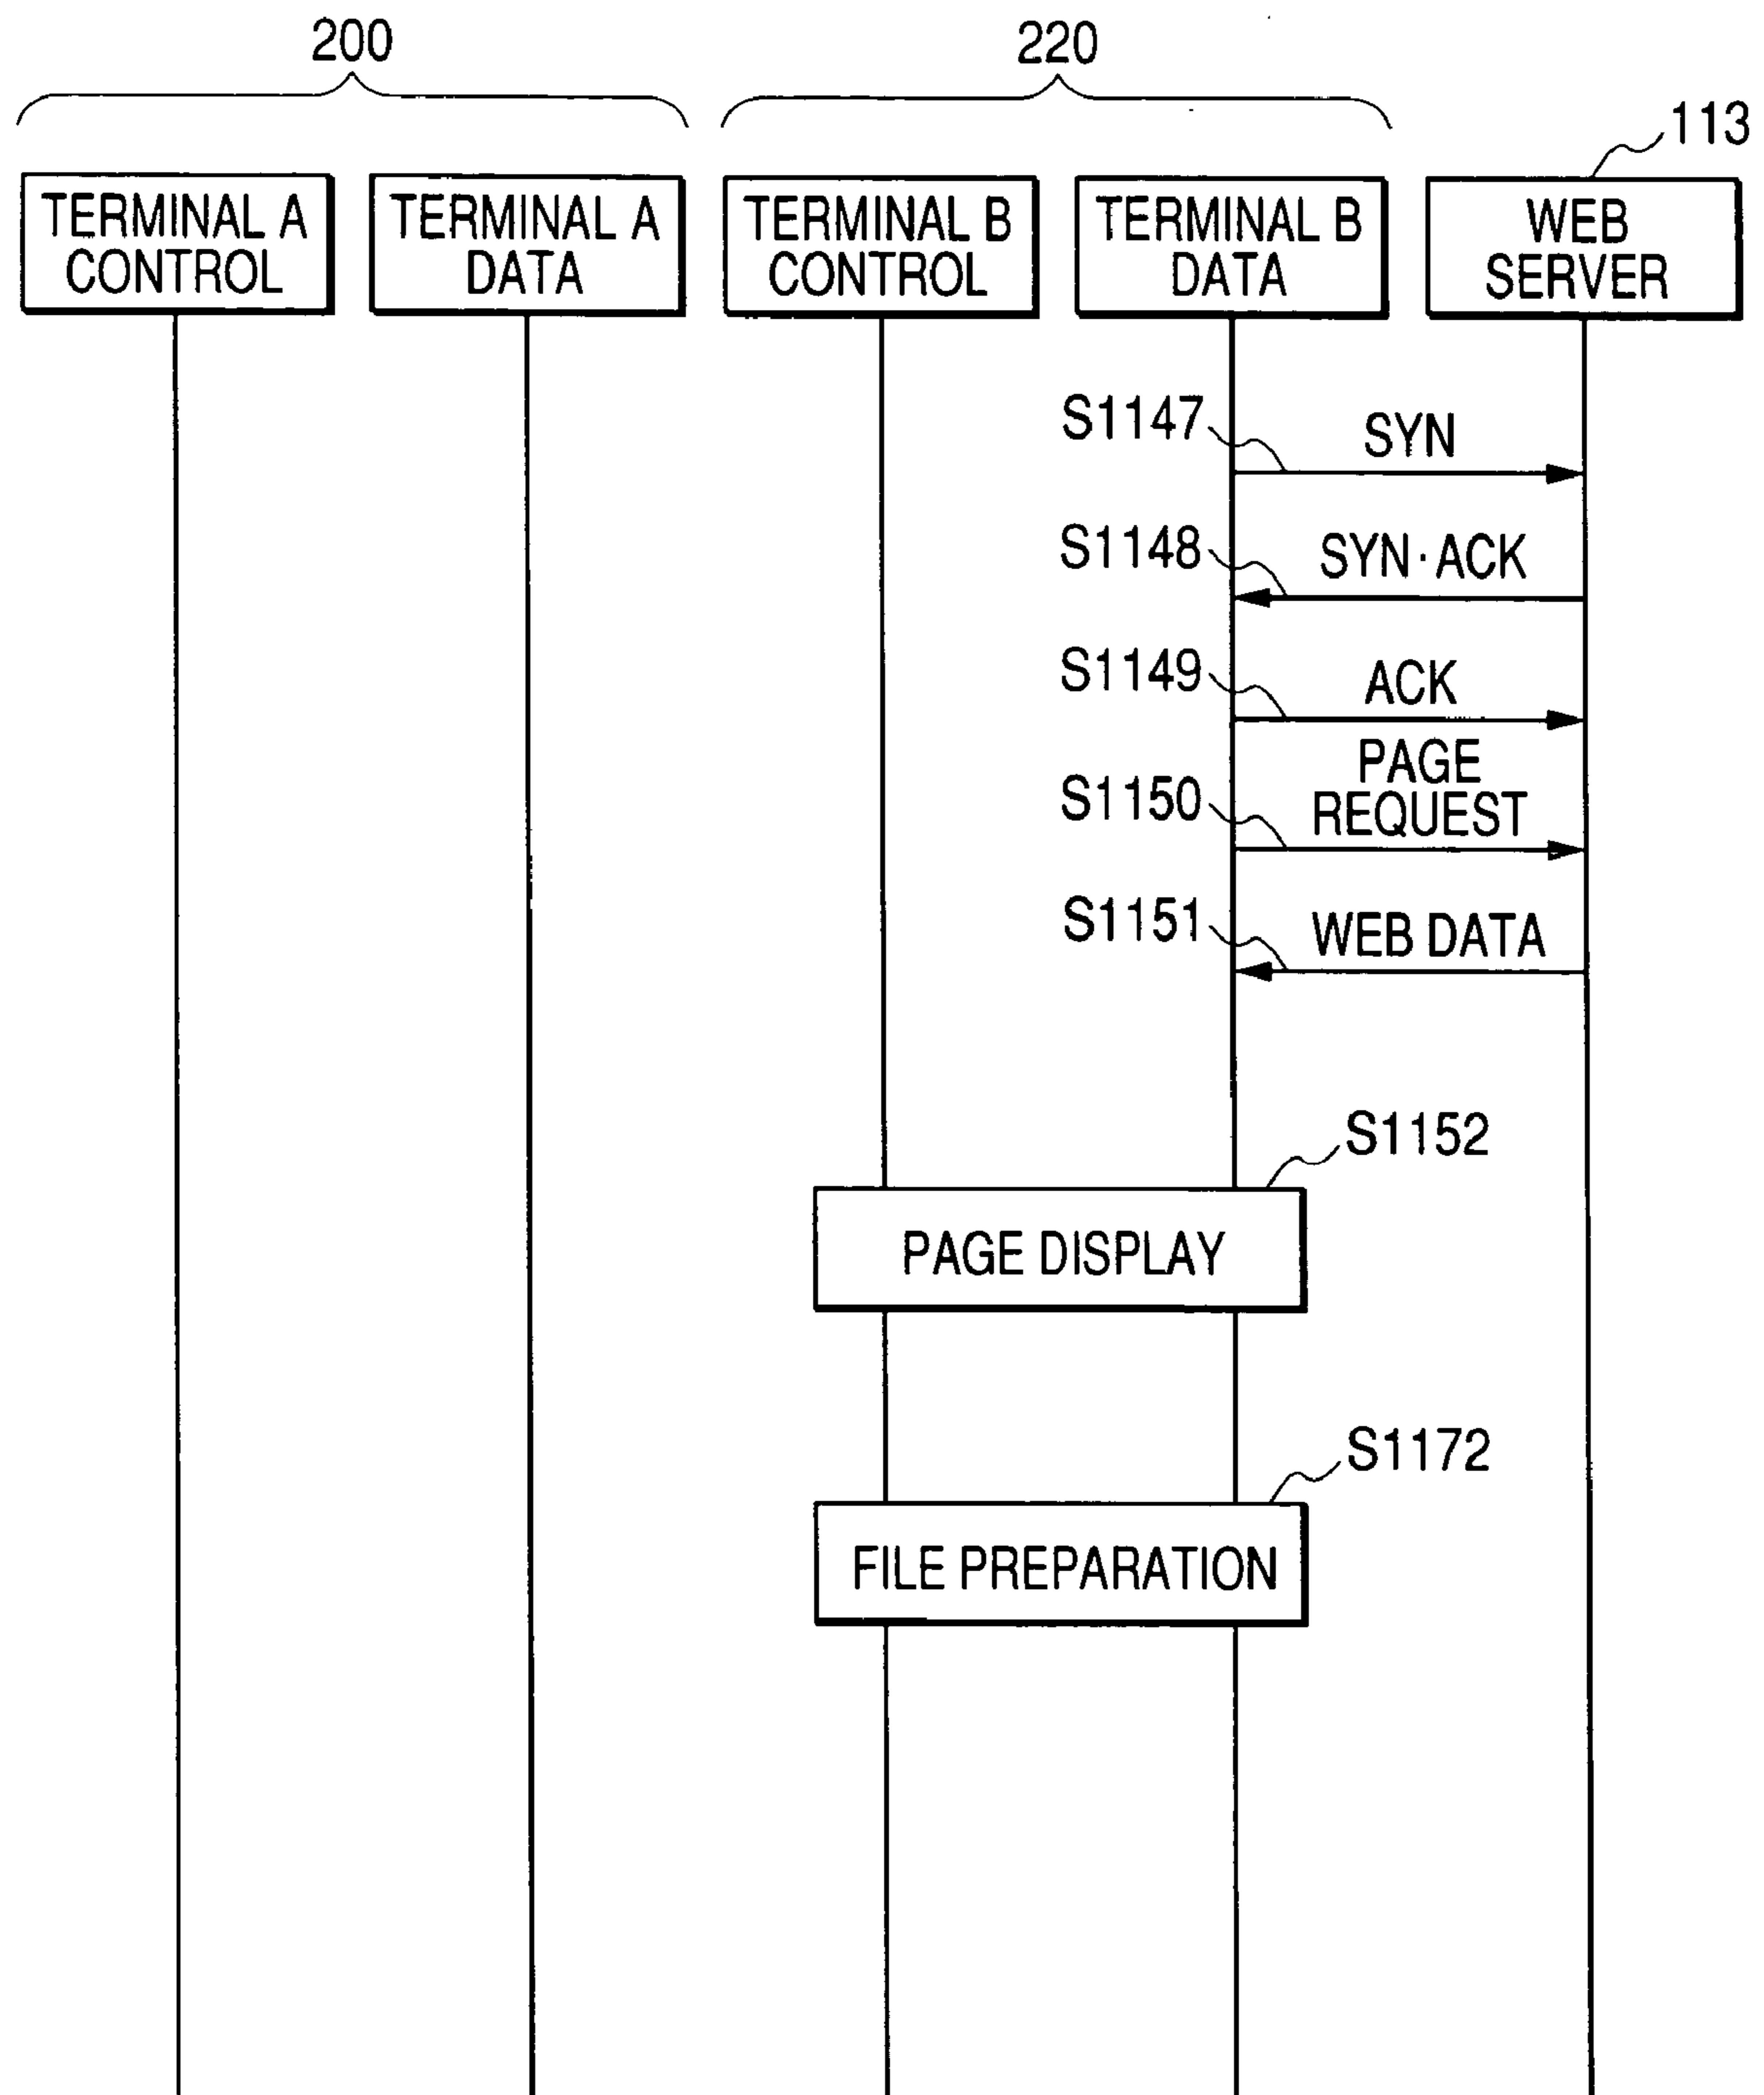 200
220
113
TERMINAL A
CONTROL
TERMINAL A
DATA
TERMINAL B
CONTROL
TERMINAL B
DATA
WEB
SERVER
S1147
SYN
S1148
SYN·ACK
S1149
ACK
S1150
PAGE
REQUEST
S1151
WEB DATA
S1152
PAGE DISPLAY
S1172
FILE PREPARATION